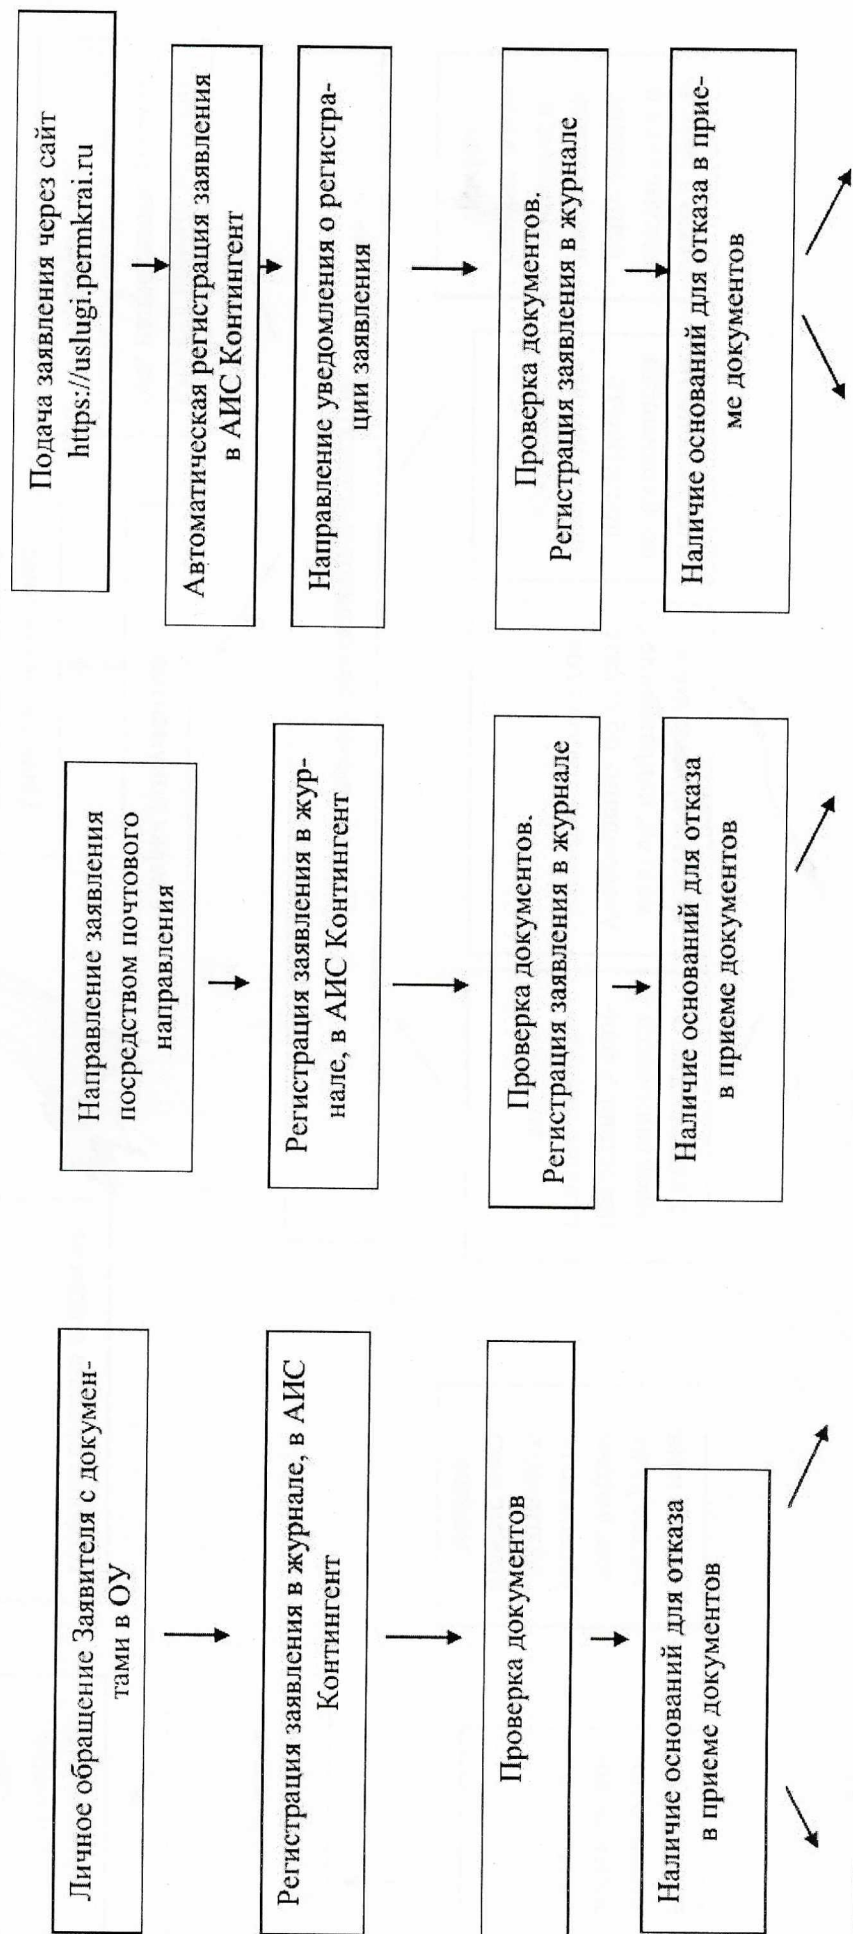 Личное обращение Заявителя с докумен-
тами в ОУ
Регистрация заявления в журнале, в АИС
Контингент
Проверка документов
Наличие оснований для отказа
в приеме документов
Направление заявления
посредством почтового
направления
Регистрация заявления в жур-
нале, в АИС Контингент
Проверка документов.
Регистрация заявления в журнале
Наличие оснований для отказа
в приеме документов
Подача заявления через сайт
https://uslugi.permkrai.ru
Автоматическая регистрация заявления
в АИС Контингент
Направление уведомления о регистра-
ции заявления
Проверка документов.
Регистрация заявления в журнале
Наличие оснований для отказа в прие-
ме документов